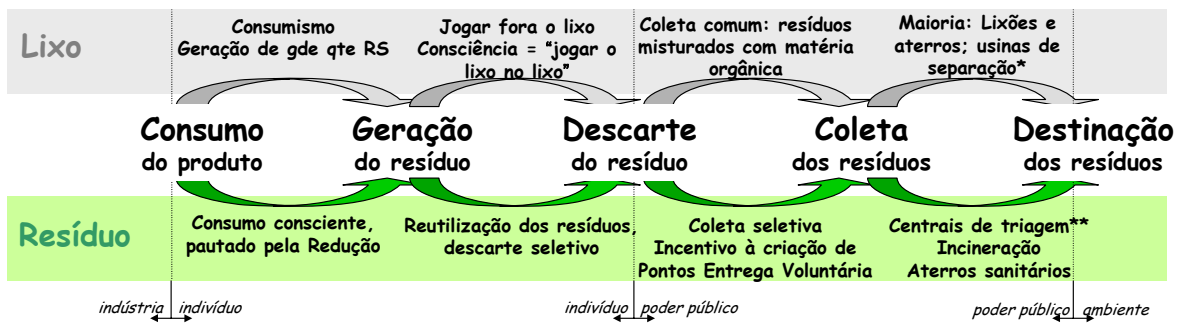 Lixo
Consumismo
Geração de gde qte RS
Jogar fora o lixo
Consciência = “jogar o
lixo no lixo”
Coleta comum: resíduos
misturados com matéria
orgânica
Maioria: Lixões e
aterros; usinas de
separação*
Consumo
do produto
Geração
do resíduo
Descarte
do resíduo
Coleta
dos resíduos
Destinação
dos resíduos
Resíduo
Consumo consciente,
pautado pela Redução
Reutilização dos resíduos,
descarte seletivo
Coleta seletiva
Incentivo à criação de
Pontos Entrega Voluntária
Centrais de triagem**
Incineração
Aterros sanitários
indústria
indivíduo
indivíduo
poder público
poder público
ambiente